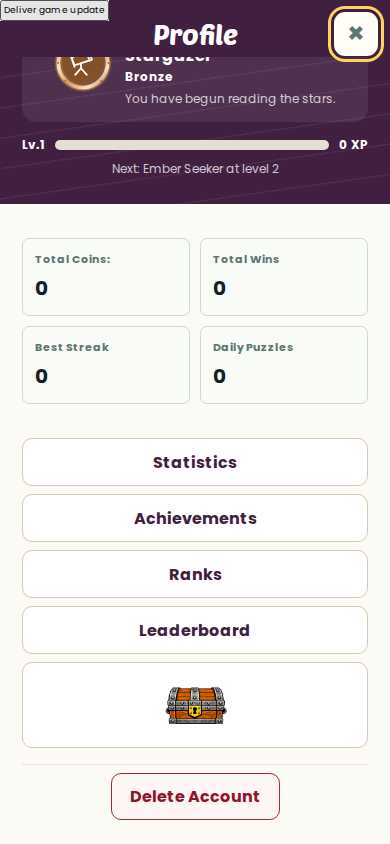 Deliver game update
Profile
✖
Stargazer
Bronze
You have begun reading the stars.
Lv.1
0 XP
Next: Ember Seeker at level 2
Total Coins:
0
Total Wins
0
Best Streak
0
Daily Puzzles
0
Statistics
Achievements
Ranks
Leaderboard
Delete Account